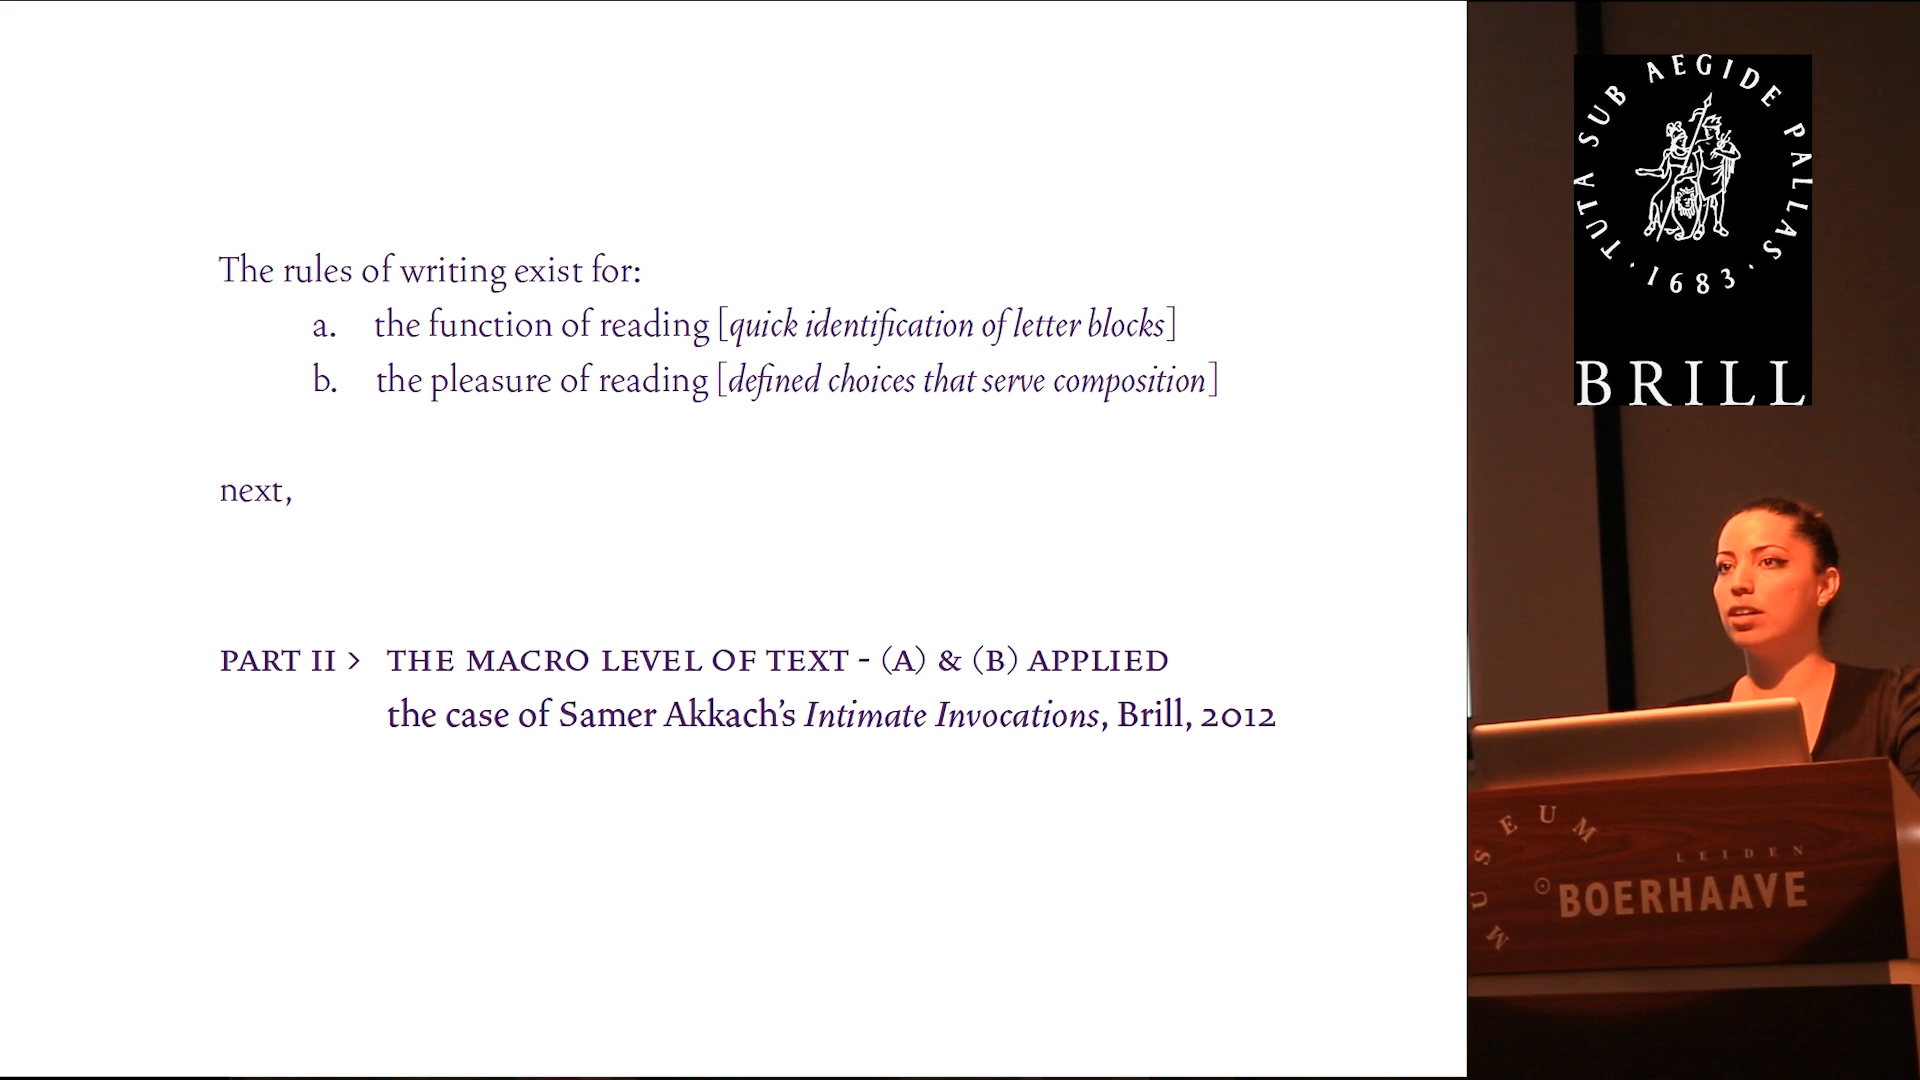 The rules of writing exist for:
a. the function of reading [quick identification of letter blocks]
b. the pleasure of reading [defined choices that serve composition]
next,
PART II > THE MACRO LEVEL OF TEXT - (A) & (B) APPLIED
the case of Samer Akkach's Intimate Invocations, Brill, 2012
TUTA SUB AEGIDE PALLAS · 1683 ·
BRILL
MUSEUM
LEIDEN
BOERHAAVE